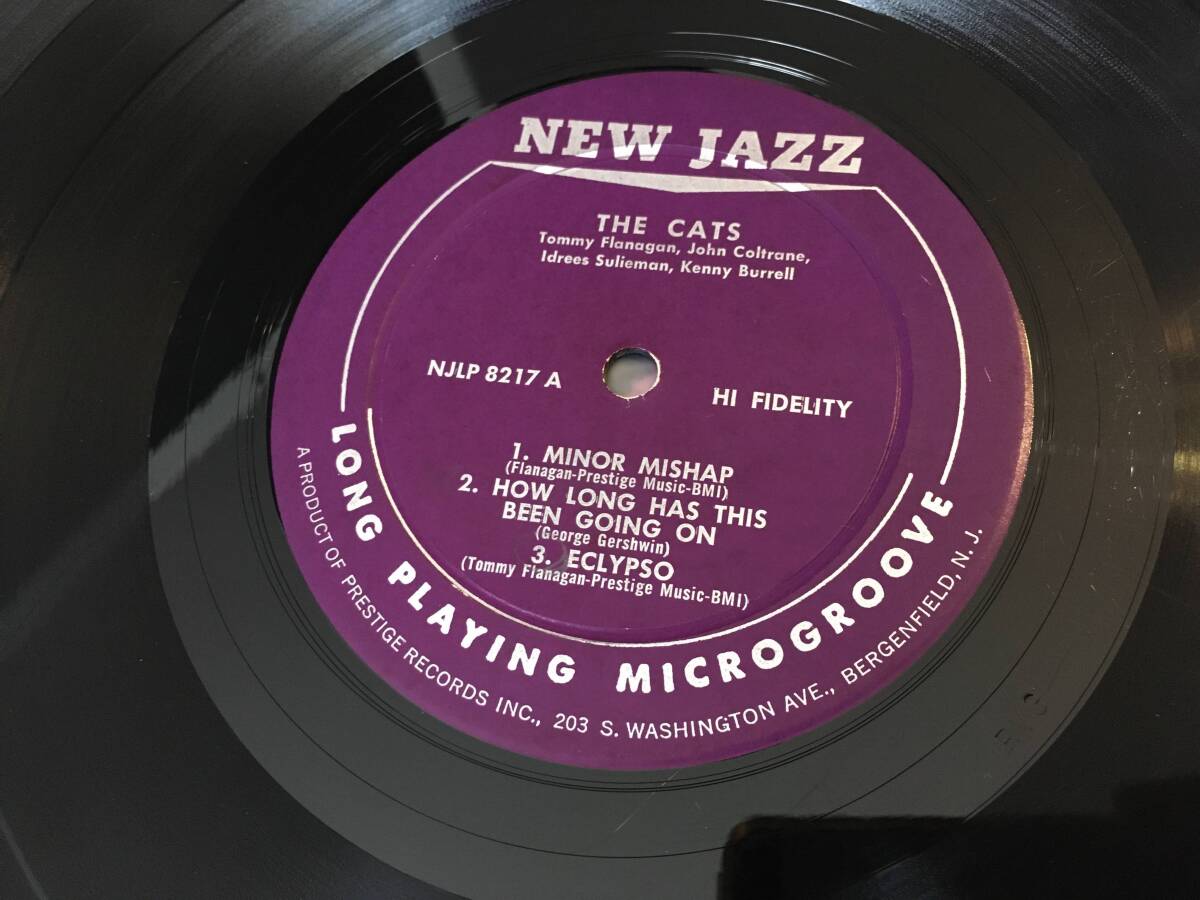 NEW JAZZ
THE CATS
Tommy Flanagan, John Coltrane,
Idrees Sulieman, Kenny Burrell
NJLP 8217 A
HI FIDELITY
1. MINOR MISHAP
(Flanagan-Prestige Music-BMI)
2. HOW LONG HAS THIS
BEEN GOING ON
(George Gershwin)
3. ECLYPSO
(Tommy Flanagan-Prestige Music-BMI)
LONG PLAYING MICROGROOVE
A PRODUCT OF PRESTIGE RECORDS INC., 203 S. WASHINGTON AVE., BERGENFIELD, N. J.